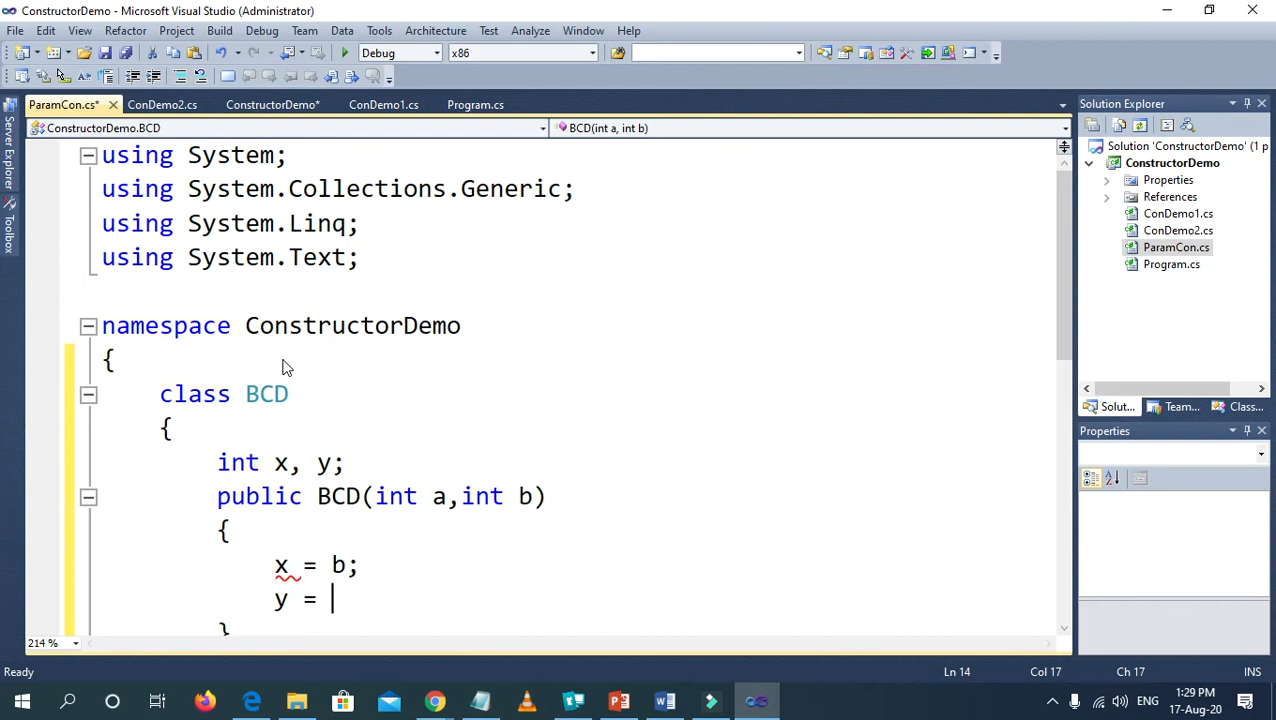 ConstructorDemo - Microsoft Visual Studio (Administrator)
File Edit View Refactor Project Build Debug Team Data Tools Architecture Test Analyze Window Help
Debug x86
ParamCon.cs* ConDemo2.cs ConstructorDemo* ConDemo1.cs Program.cs
ConstructorDemo.BCD BCD(int a, int b)
Server Explorer
Toolbox
using System;
using System.Collections.Generic;
using System.Linq;
using System.Text;
namespace ConstructorDemo
{
class BCD
{
int x, y;
public BCD(int a,int b)
{
x = b;
y =
}
214 %
Solution Explorer
Solution 'ConstructorDemo' (1 p
ConstructorDemo
Properties
References
ConDemo1.cs
ConDemo2.cs
ParamCon.cs
Program.cs
Solut... Team... Class...
Properties
Ready Ln 14 Col 17 Ch 17 INS
ENG 1:29 PM
17-Aug-20